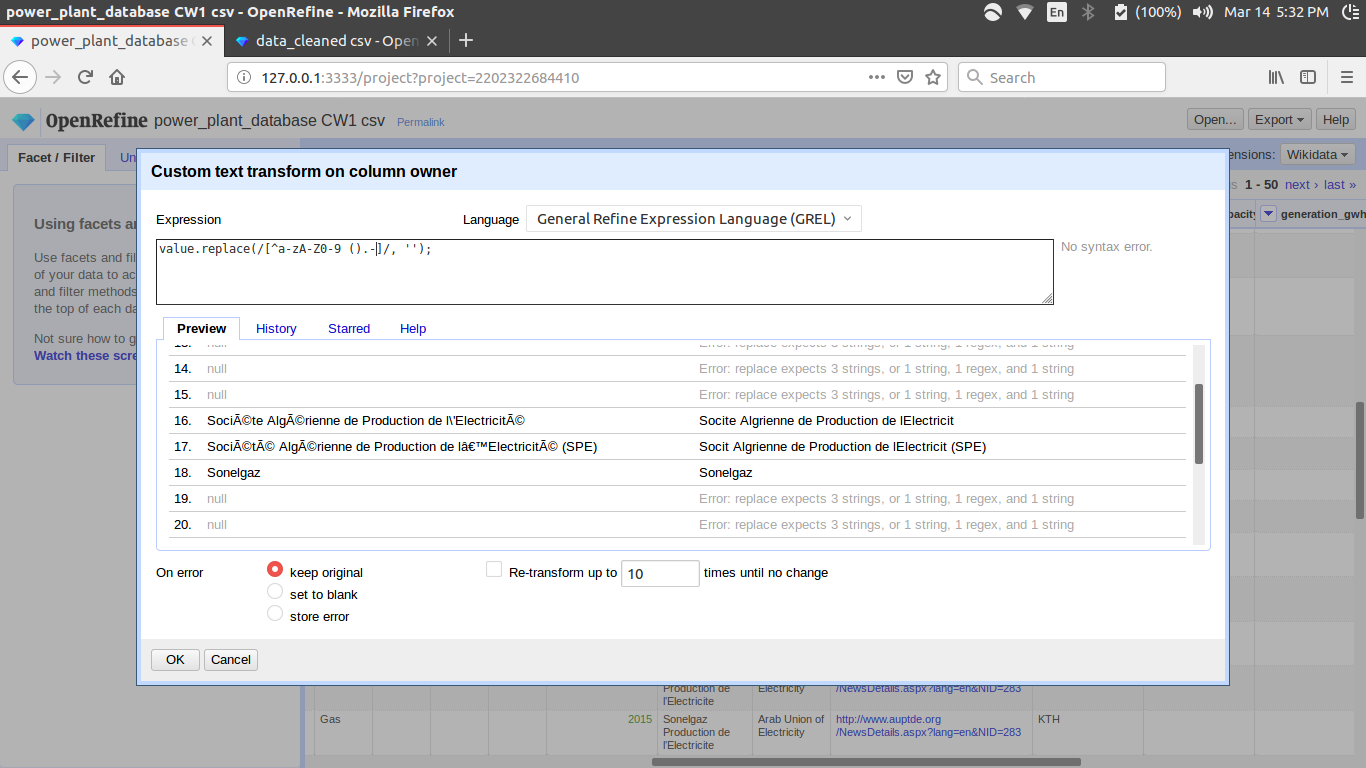 power_plant_database CW1 csv - OpenRefine - Mozilla Firefox
En (100%) Mar 14 5:32 PM
power_plant_database data_cleaned csv - Open
127.0.0.1:3333/project?project=2202322684410 Search
OpenRefine power_plant_database CW1 csv Permalink Open... Export Help
Facet / Filter Un ensions: Wikidata
1 - 50 next › last »
Custom text transform on column owner
pacity generation_gwh
Using facets an
Use facets and fil
of your data to ac
and filter methods
the top of each da
Not sure how to g
Watch these scre
Expression Language General Refine Expression Language (GREL)
value.replace(/[^a-zA-Z0-9 ().-]/, '');
No syntax error.
Preview History Starred Help
13. null Error: replace expects 3 strings, or 1 string, 1 regex, and 1 string
14. null Error: replace expects 3 strings, or 1 string, 1 regex, and 1 string
15. null Error: replace expects 3 strings, or 1 string, 1 regex, and 1 string
16. SociÃ©te AlgÃ©rienne de Production de l\'ElectricitÃ© Socite Algrienne de Production de lElectricit
17. SociÃ©tÃ© AlgÃ©rienne de Production de lâ€™ElectricitÃ© (SPE) Socit Algrienne de Production de lElectricit (SPE)
18. Sonelgaz Sonelgaz
19. null Error: replace expects 3 strings, or 1 string, 1 regex, and 1 string
20. null Error: replace expects 3 strings, or 1 string, 1 regex, and 1 string
On error keep original Re-transform up to 10 times until no change
set to blank
store error
OK Cancel
Production de Electricity /NewsDetails.aspx?lang=en&NID=283
l'Electricite
Gas 2015 Sonelgaz Arab Union of http://www.auptde.org KTH
Production de Electricity /NewsDetails.aspx?lang=en&NID=283
l'Electricite